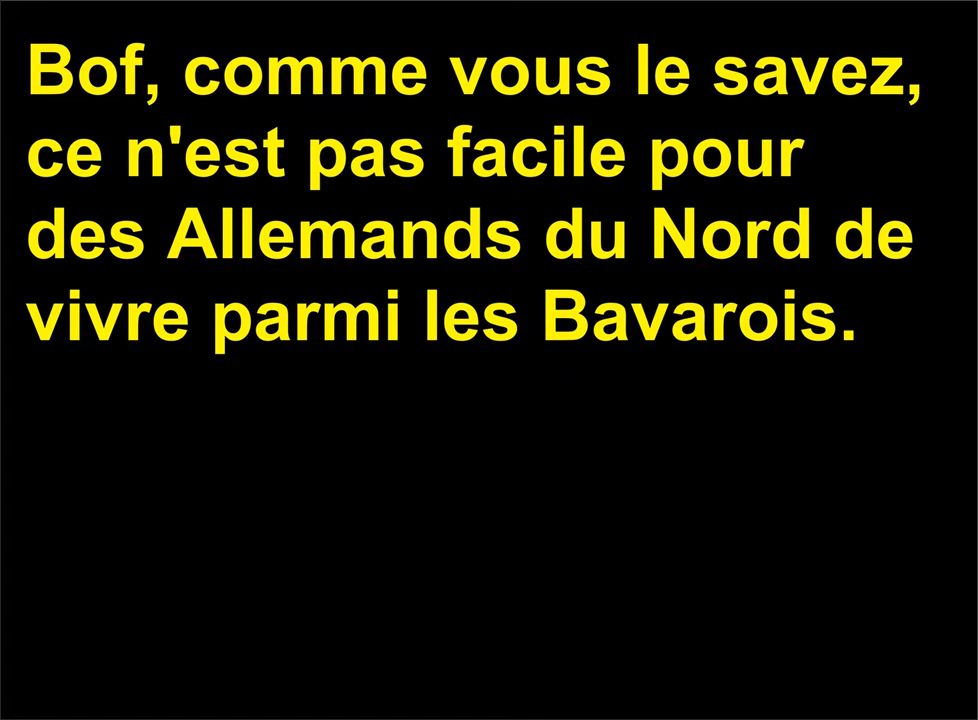 Bof, comme vous le savez,
ce n'est pas facile pour
des Allemands du Nord de
vivre parmi les Bavarois.